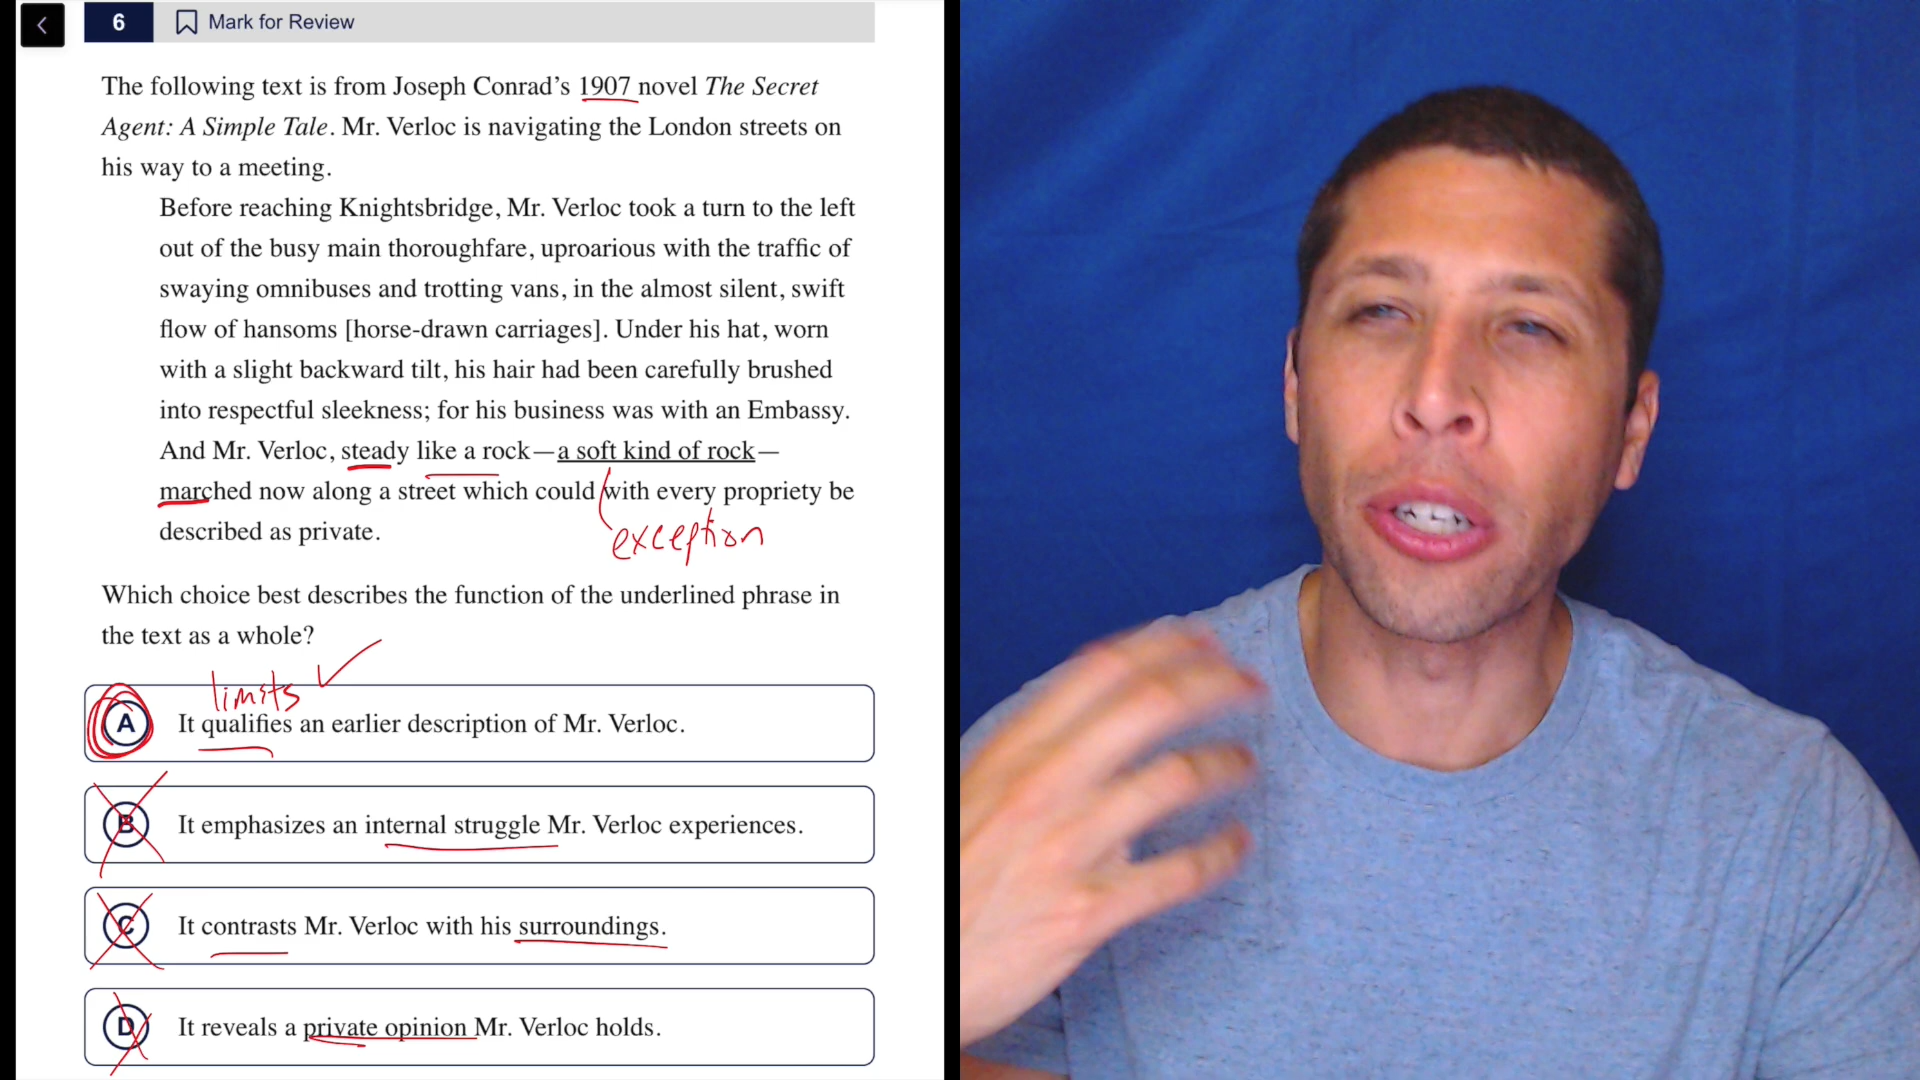 6 Mark for Review
The following text is from Joseph Conrad’s 1907 novel The Secret
Agent: A Simple Tale. Mr. Verloc is navigating the London streets on
his way to a meeting.
Before reaching Knightsbridge, Mr. Verloc took a turn to the left
out of the busy main thoroughfare, uproarious with the traffic of
swaying omnibuses and trotting vans, in the almost silent, swift
flow of hansoms [horse-drawn carriages]. Under his hat, worn
with a slight backward tilt, his hair had been carefully brushed
into respectful sleekness; for his business was with an Embassy.
And Mr. Verloc, steady like a rock—a soft kind of rock—
marched now along a street which could with every propriety be
described as private.
exception
Which choice best describes the function of the underlined phrase in
the text as a whole?
limits
A It qualifies an earlier description of Mr. Verloc.
B It emphasizes an internal struggle Mr. Verloc experiences.
C It contrasts Mr. Verloc with his surroundings.
D It reveals a private opinion Mr. Verloc holds.